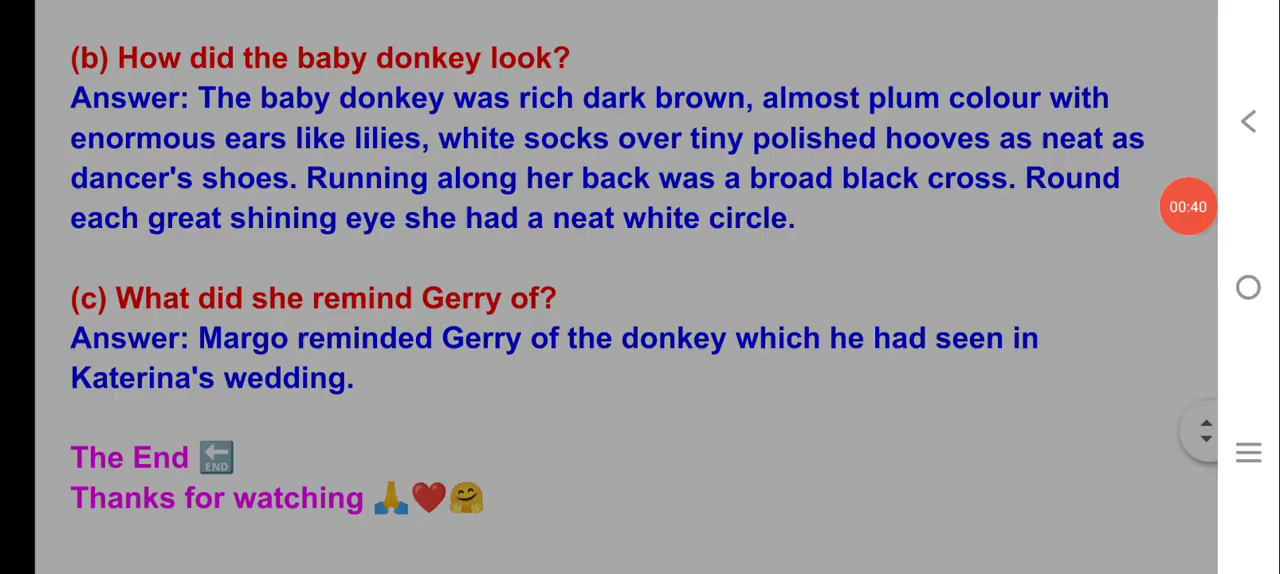 (b) How did the baby donkey look?
Answer: The baby donkey was rich dark brown, almost plum colour with
enormous ears like lilies, white socks over tiny polished hooves as neat as
dancer's shoes. Running along her back was a broad black cross. Round
each great shining eye she had a neat white circle.
00:40
(c) What did she remind Gerry of?
Answer: Margo reminded Gerry of the donkey which he had seen in
Katerina's wedding.
The End 🔚
Thanks for watching 🙏❤️🤗